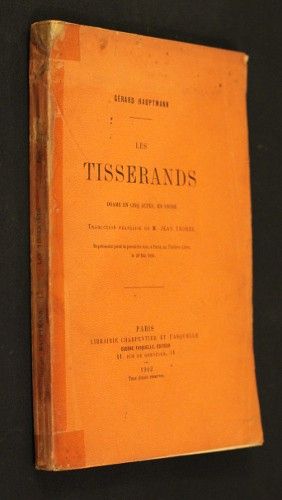 GÉRARD HAUPTMANN
LES
TISSERANDS
DRAME EN CINQ ACTES, EN PROSE
TRADUCTION FRANÇAISE DE M. JEAN THOREL
Représenté pour la première fois à Paris, au Théâtre-Libre,
le 29 Mai 1893.
PARIS
LIBRAIRIE CHARPENTIER ET FASQUELLE
EUGÈNE FASQUELLE, ÉDITEUR
11, RUE DE GRENELLE, 11
1902
Tous droits réservés.